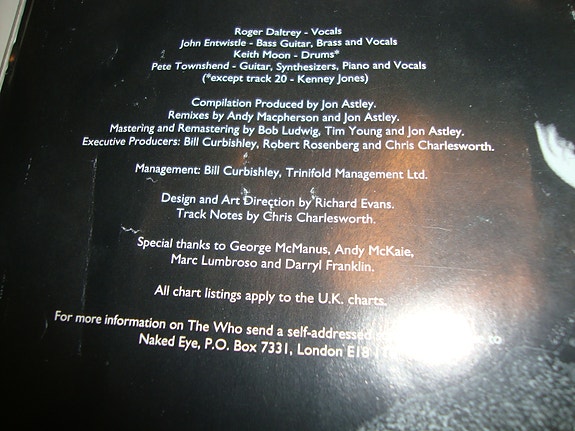 Roger Daltrey - Vocals
John Entwistle - Bass Guitar, Brass and Vocals
Keith Moon - Drums*
Pete Townshend - Guitar, Synthesizers, Piano and Vocals
(*except track 20 - Kenney Jones)
Compilation Produced by Jon Astley.
Remixes by Andy Macpherson and Jon Astley.
Mastering and Remastering by Bob Ludwig, Tim Young and Jon Astley.
Executive Producers: Bill Curbishley, Robert Rosenberg and Chris Charlesworth.
Management: Bill Curbishley, Trinifold Management Ltd.
Design and Art Direction by Richard Evans.
Track Notes by Chris Charlesworth.
Special thanks to George McManus, Andy McKaie,
Marc Lumbroso and Darryl Franklin.
All chart listings apply to the U.K. charts.
For more information on The Who send a self-addressed to
Naked Eye, P.O. Box 7331, London E18